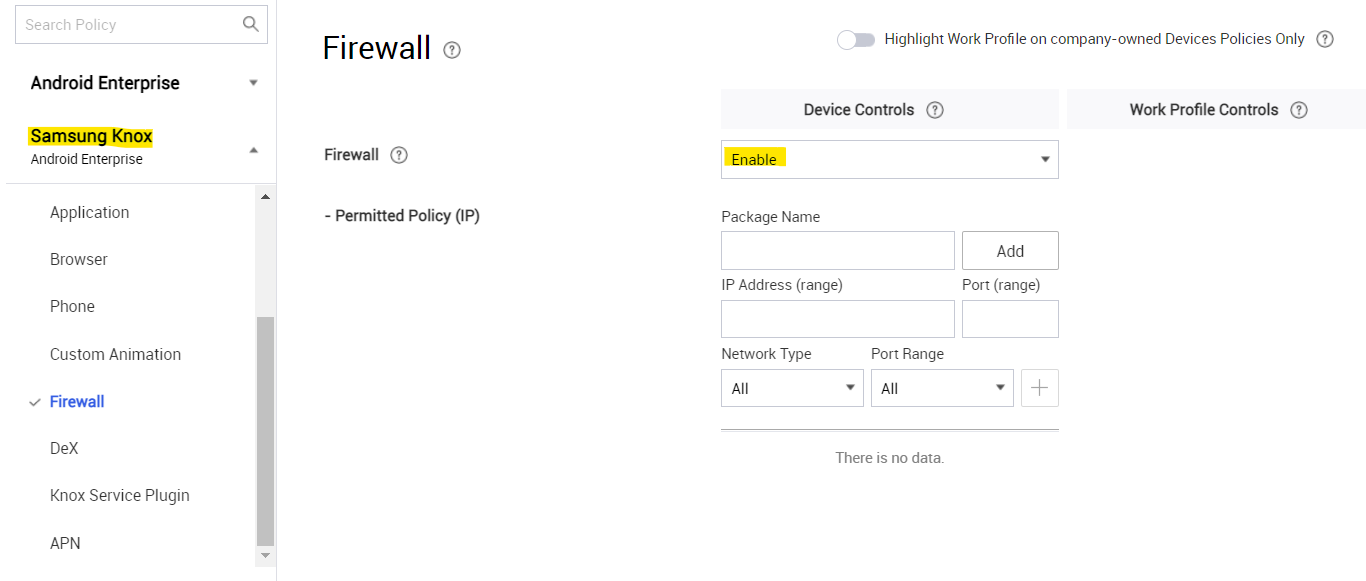 Search Policy
Android Enterprise
Samsung Knox
Android Enterprise
Application
Browser
Phone
Custom Animation
Firewall
DeX
Knox Service Plugin
APN
Firewall ?
Highlight Work Profile on company-owned Devices Policies Only ?
Device Controls ?
Work Profile Controls ?
Firewall ?
Enable
- Permitted Policy (IP)
Package Name
Add
IP Address (range) Port (range)
Network Type Port Range
All All
There is no data.